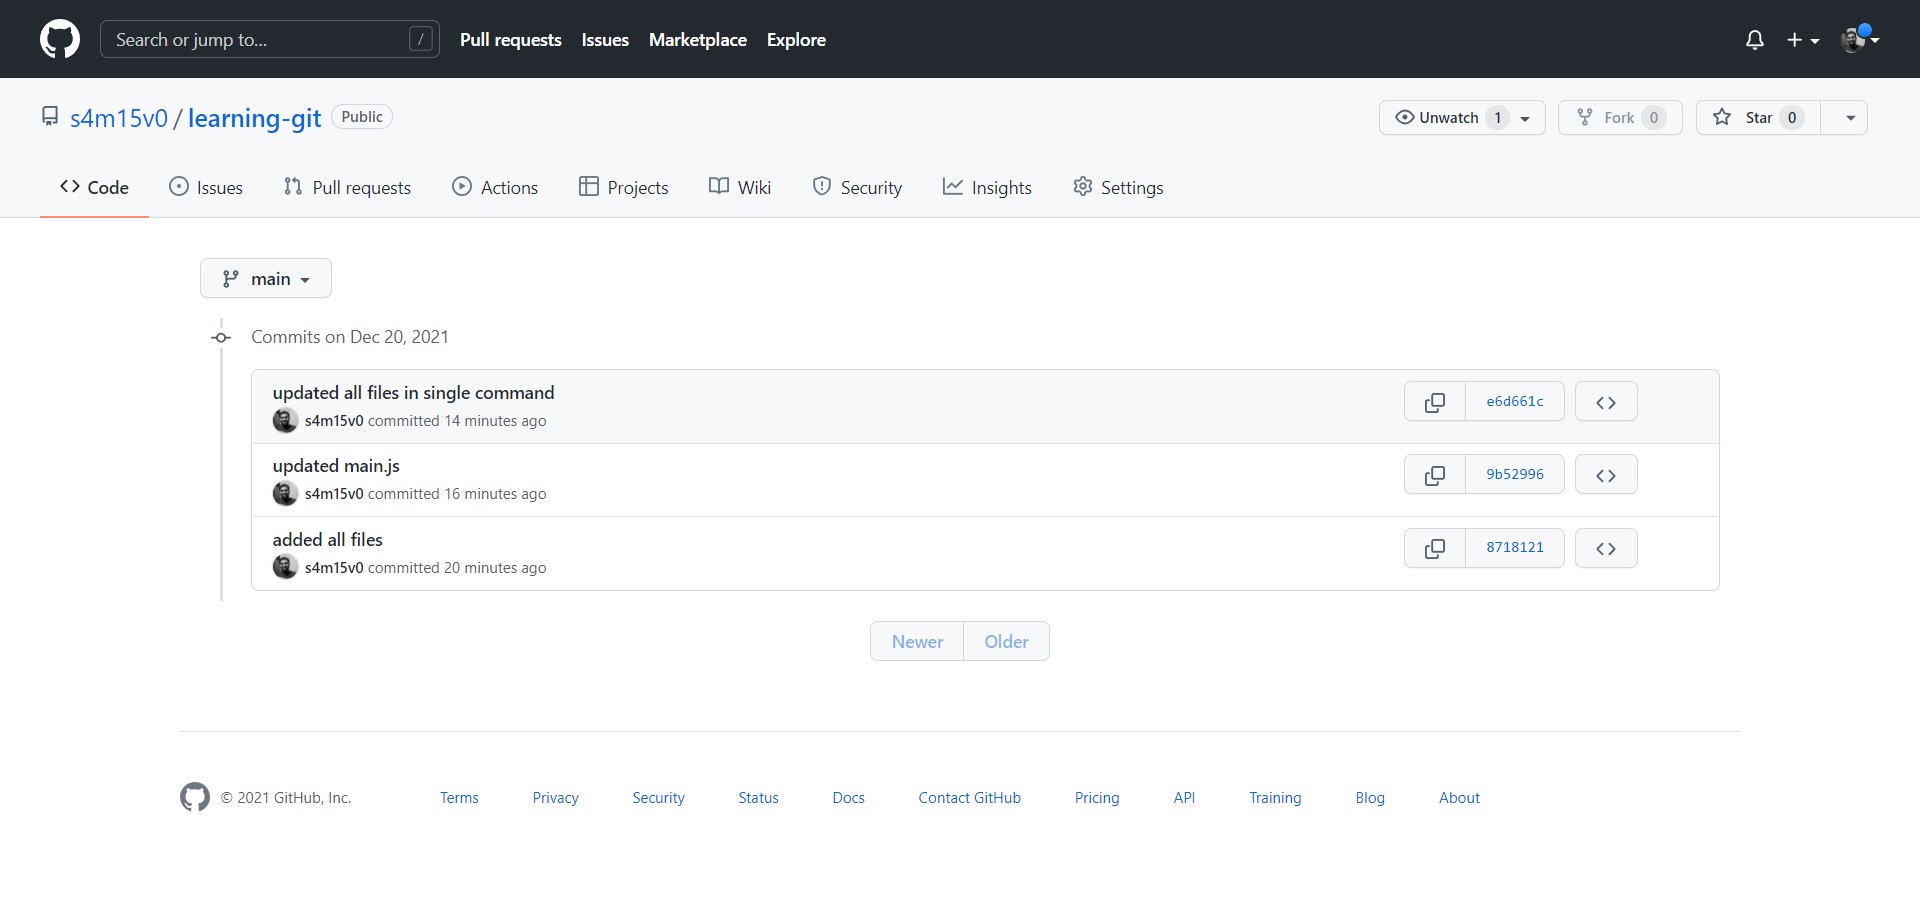 Search or jump to... / Pull requests Issues Marketplace Explore
s4m15v0 / learning-git Public Unwatch 1 Fork 0 Star 0
Code Issues Pull requests Actions Projects Wiki Security Insights Settings
main
Commits on Dec 20, 2021
updated all files in single command
s4m15v0 committed 14 minutes ago
e6d661c
updated main.js
s4m15v0 committed 16 minutes ago
9b52996
added all files
s4m15v0 committed 20 minutes ago
8718121
Newer Older
© 2021 GitHub, Inc. Terms Privacy Security Status Docs Contact GitHub Pricing API Training Blog About